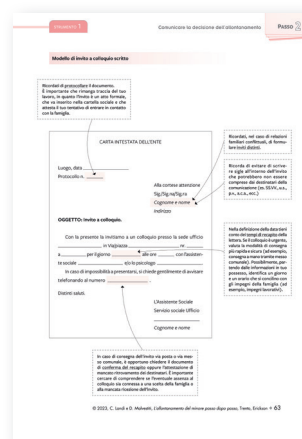 STRUMENTO 1
Comunicare la decisione dell'allontanamento
PASSO 2
Modello di invito a colloquio scritto
Ricordati di protocollare il documento.
È importante che rimanga traccia del tuo
lavoro, in quanto l'invito è un atto formale,
che va inserito nella cartella sociale e che
attesta il tuo tentativo di entrare in contatto
con la famiglia.
CARTA INTESTATA DELL'ENTE
Ricordati, nel caso di relazioni
familiari conflittuali, di formulare
inviti distinti.
Luogo, data
Protocollo n.
Alla cortese attenzione
Sig./Sig.na/Sig.ra
Cognome e nome
Indirizzo
Ricorda di evitare di scrivere
sigle all'interno dell'invito
che potrebbero non essere
comprese dai destinatari della
comunicazione (es. SS.VV., u.s.,
p.v., a.s.a., ecc.)
OGGETTO: Invito a colloquio.
Con la presente la invitiamo a un colloquio presso la sede ufficio
in Via/piazza nr.
a per il giorno alle ore con l'assistente
sociale e/o lo psicologo
In caso di impossibilità a presentarsi, si chiede gentilmente di avvisare
telefonando al numero
Distinti saluti.
Nella definizione della data tieni
conto dei tempi di recapito della
lettera. Se il colloquio è urgente,
valuta la modalità di consegna
più rapida e sicura (ad esempio,
consegna a mano tramite messo
comunale). Possibilmente, partendo
dalle informazioni in tuo
possesso, identifica un giorno
e un orario che si concilino con
gli impegni della famiglia (ad
esempio, impegni lavorativi).
L'Assistente Sociale
Servizio sociale Ufficio
Cognome e nome
In caso di consegna dell'invito via posta o via messo
comunale, è opportuno chiedere il documento
di conferma del recapito oppure l'attestazione di
mancato ritrovamento dei destinatari. È importante
cercare di comprendere se l'eventuale assenza al
colloquio sia connessa a una scelta della famiglia o
alla mancata ricezione dell'invito.
© 2023, C. Landi e D. Malvestiti, L'allontanamento del minore passo dopo passo, Trento, Erickson • 63